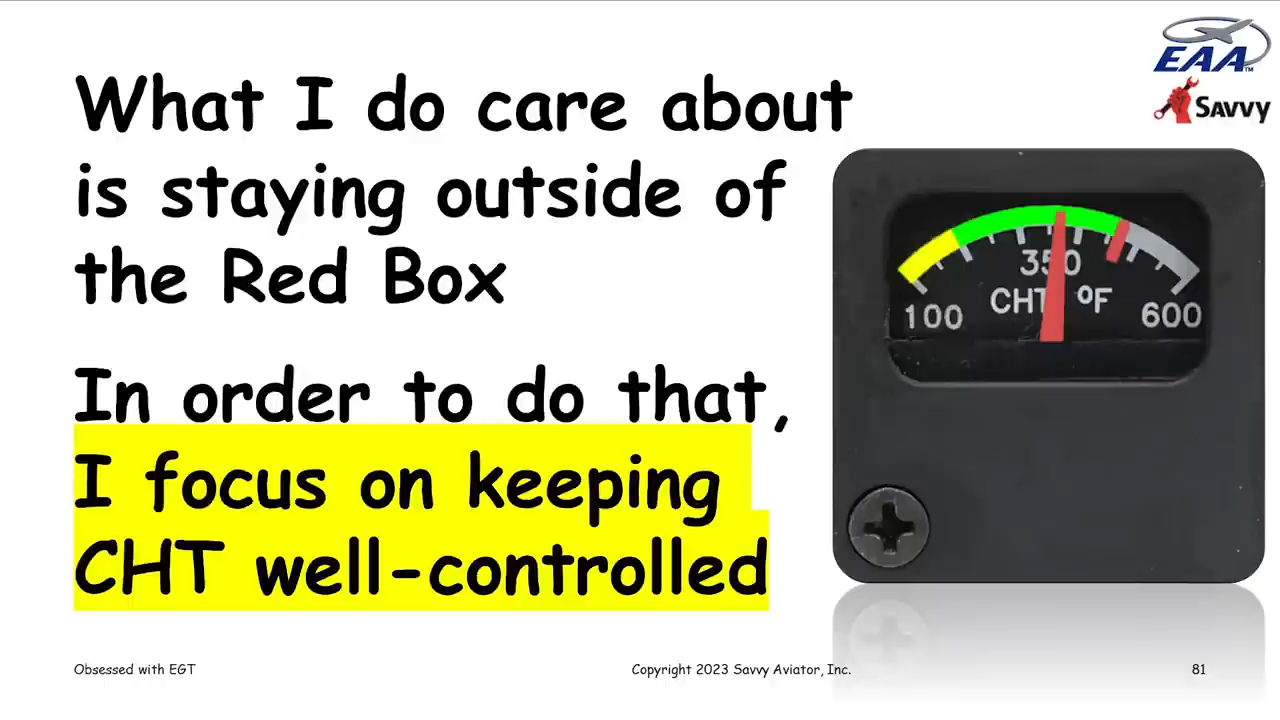 EAA™
SAVVY
What I do care about
is staying outside of
the Red Box
In order to do that,
I focus on keeping
CHT well-controlled
350
CHT °F
100 600
Obsessed with EGT Copyright 2023 Savvy Aviator, Inc. 81